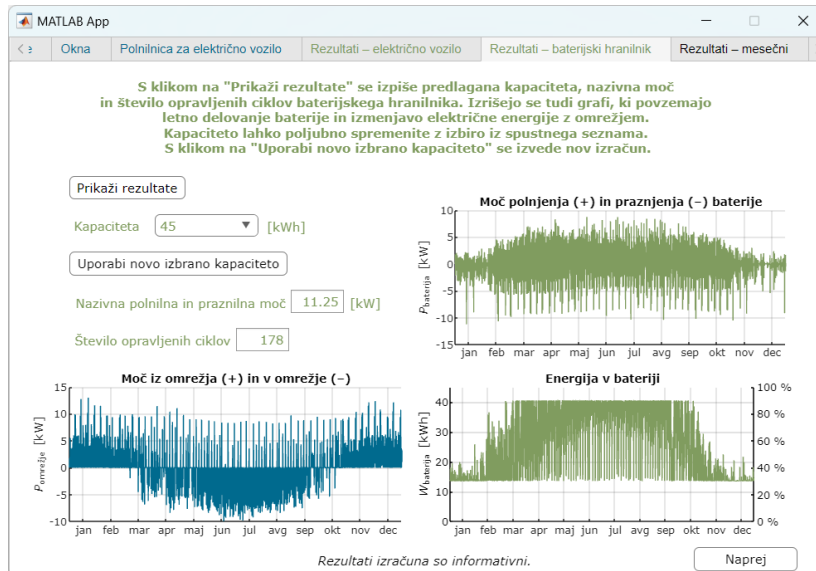 MATLAB App
Okna
Polnilnica za električno vozilo
Rezultati – električno vozilo
Rezultati – baterijski hranilnik
Rezultati – mesečni
S klikom na "Prikaži rezultate" se izpiše predlagana kapaciteta, nazivna moč
in število opravljenih ciklov baterijskega hranilnika. Izrišejo se tudi grafi, ki povzemajo
letno delovanje baterije in izmenjavo električne energije z omrežjem.
Kapaciteto lahko poljubno spremenite z izbiro iz spustnega seznama.
S klikom na "Uporabi novo izbrano kapaciteto" se izvede nov izračun.
Prikaži rezultate
Kapaciteta 45 [kWh]
Uporabi novo izbrano kapaciteto
Nazivna polnilna in praznilna moč 11.25 [kW]
Število opravljenih ciklov 178
Moč polnjenja (+) in praznjenja (–) baterije
Pbaterija [kW]
10
5
0
-5
-10
-15
jan feb mar apr maj jun jul avg sep okt nov dec
Moč iz omrežja (+) in v omrežje (–)
Pomrežje [kW]
15
10
5
0
-5
-10
jan feb mar apr maj jun jul avg sep okt nov dec
Energija v bateriji
Wbaterija [kWh]
40
30
20
10
0
100 %
80 %
60 %
40 %
20 %
0 %
jan feb mar apr maj jun jul avg sep okt nov dec
Rezultati izračuna so informativni.
Naprej